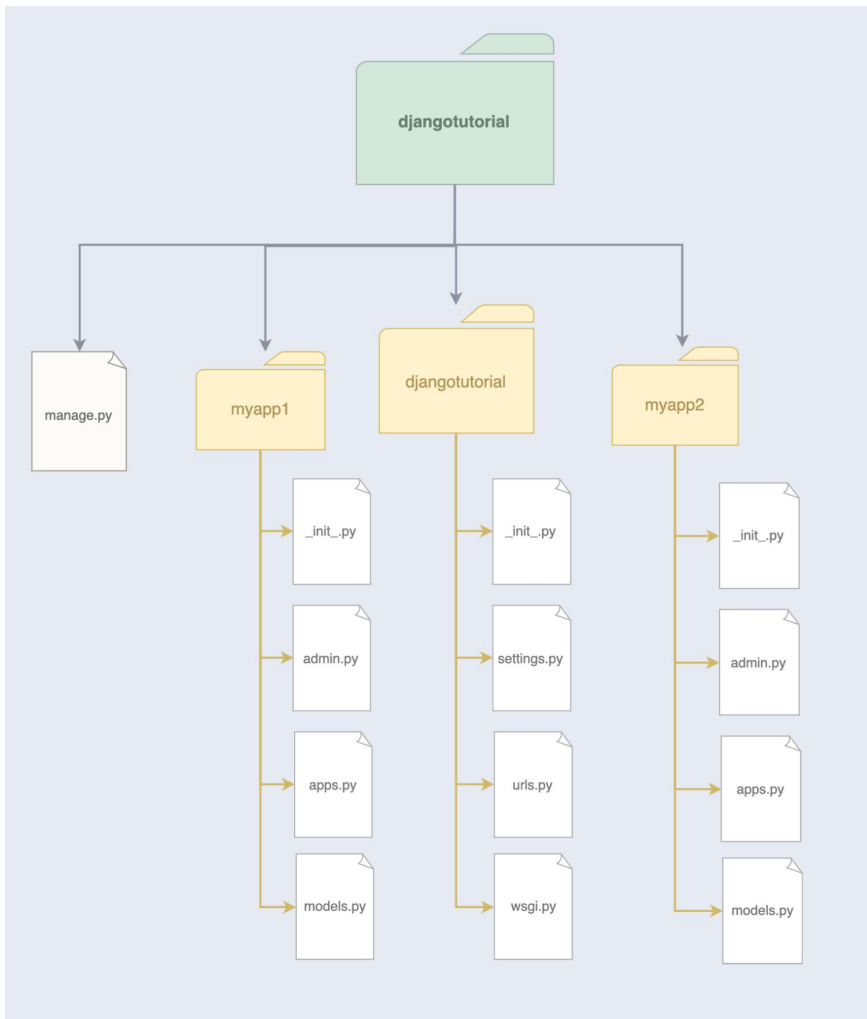 djangotutorial
manage.py
myapp1
djangotutorial
myapp2
_init_.py
_init_.py
_init_.py
admin.py
settings.py
admin.py
apps.py
urls.py
apps.py
models.py
wsgi.py
models.py